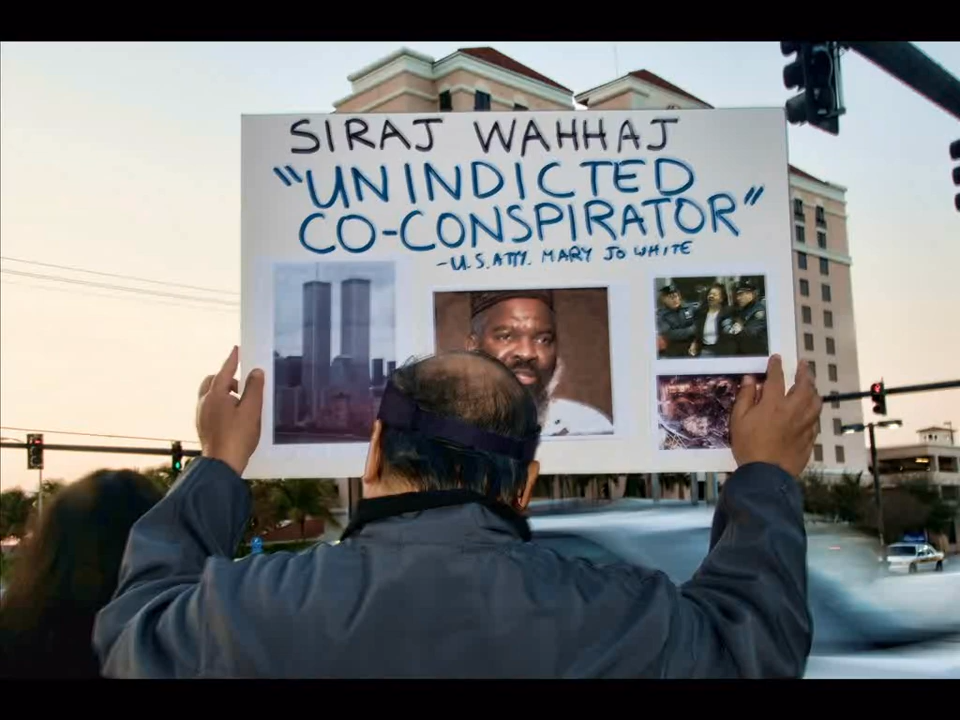 SIRAJ WAHHAJ
"UNINDICTED
CO-CONSPIRATOR"
-U.S. ATTY. MARY JO WHITE